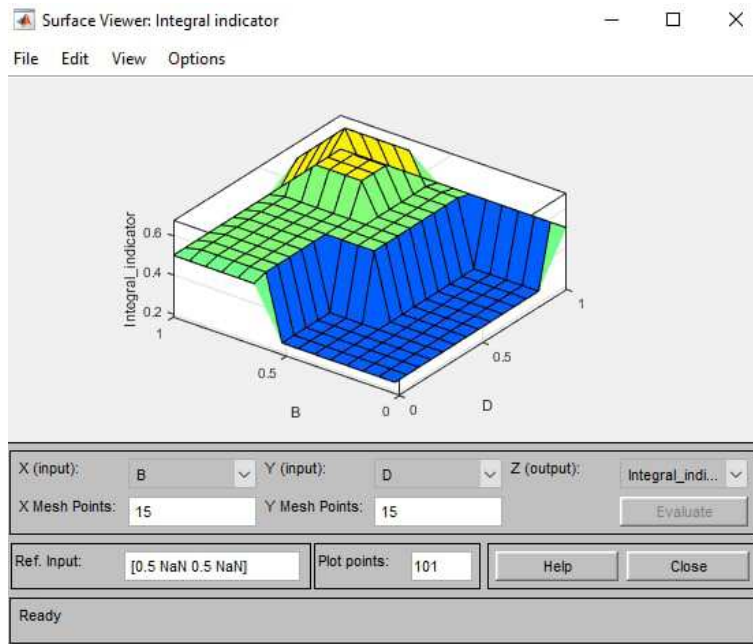 Surface Viewer: Integral indicator
File Edit View Options
Integral_indicator
0.6
0.4
0.2
1
0.5
0
B
0
0.5
1
D
X (input): B Y (input): D Z (output): Integral_indi...
X Mesh Points: 15 Y Mesh Points: 15 Evaluate
Ref. Input: [0.5 NaN 0.5 NaN] Plot points: 101 Help Close
Ready